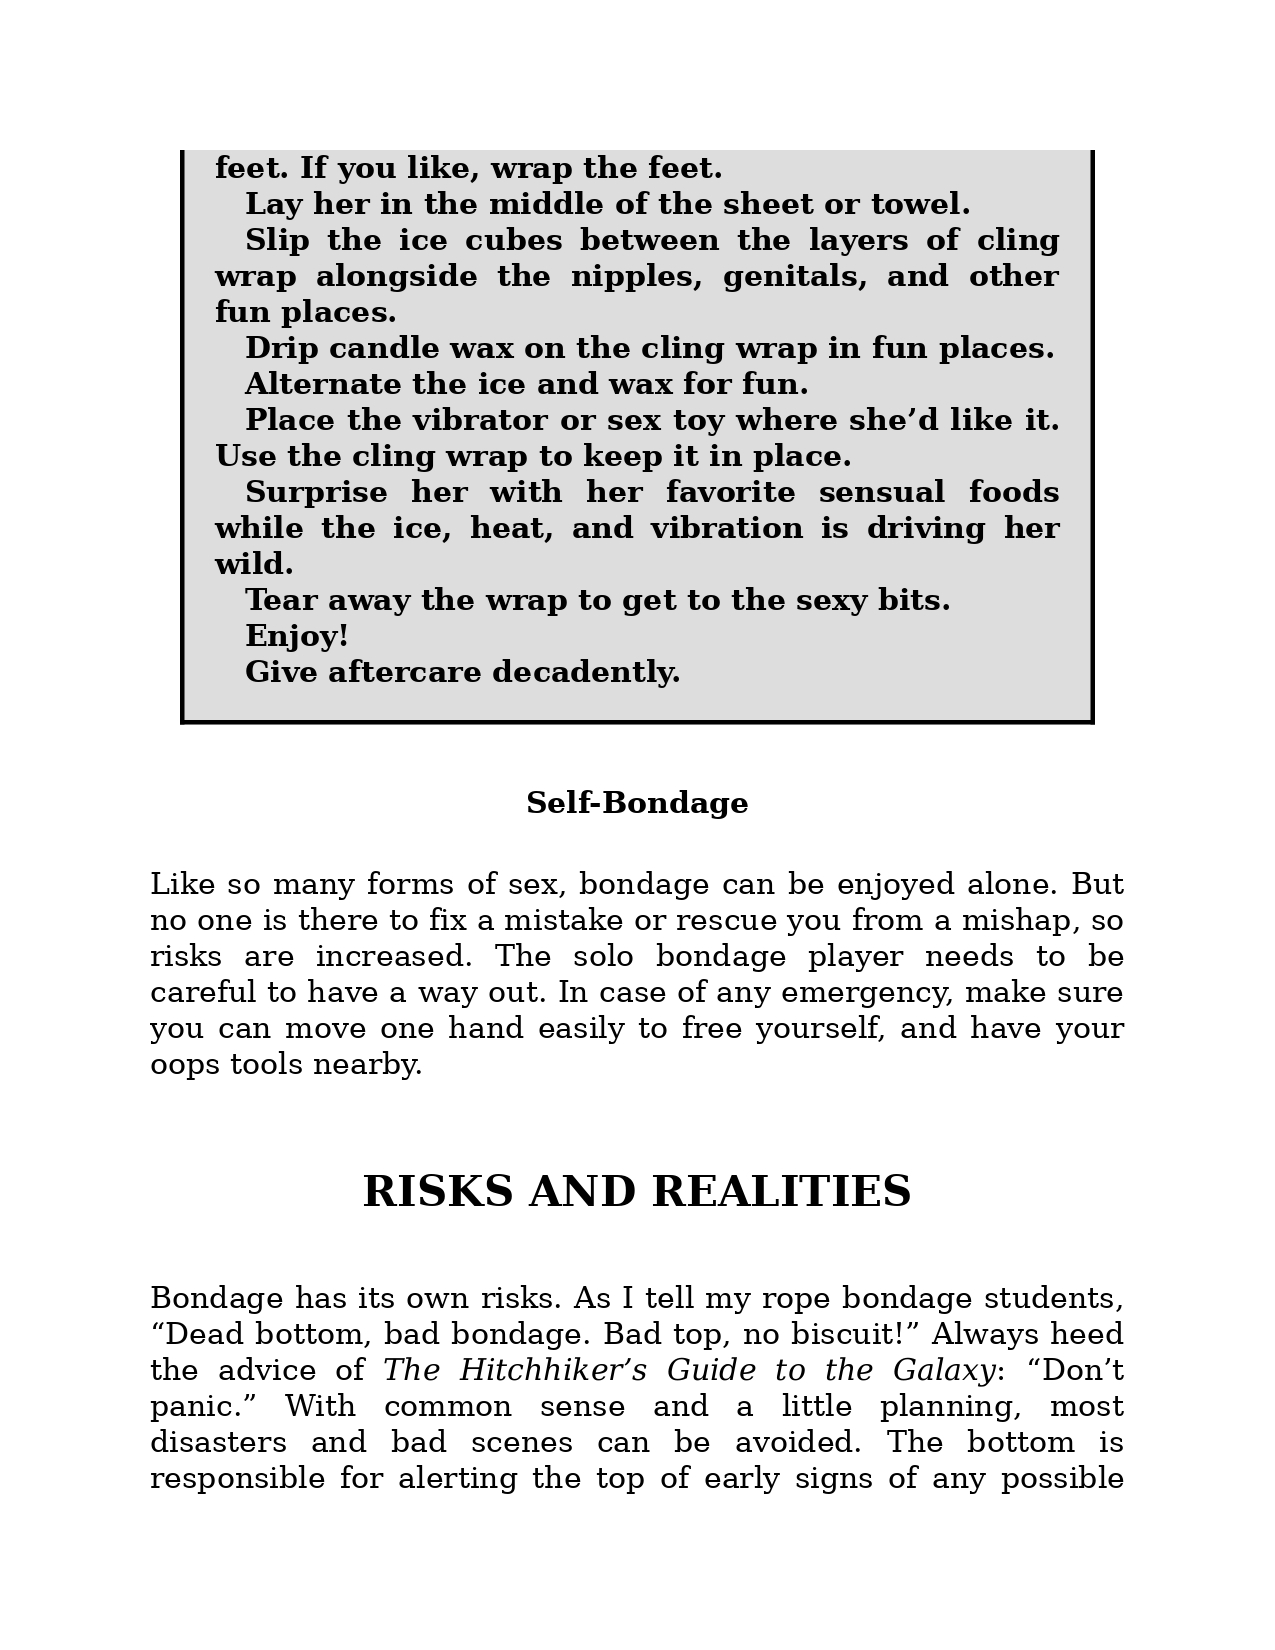 feet. If you like, wrap the feet.
Lay her in the middle of the sheet or towel.
Slip the ice cubes between the layers of cling
wrap alongside the nipples, genitals, and other
fun places.
Drip candle wax on the cling wrap in fun places.
Alternate the ice and wax for fun.
Place the vibrator or sex toy where she’d like it.
Use the cling wrap to keep it in place.
Surprise her with her favorite sensual foods
while the ice, heat, and vibration is driving her
wild.
Tear away the wrap to get to the sexy bits.
Enjoy!
Give aftercare decadently.
Self-Bondage
Like so many forms of sex, bondage can be enjoyed alone. But
no one is there to fix a mistake or rescue you from a mishap, so
risks are increased. The solo bondage player needs to be
careful to have a way out. In case of any emergency, make sure
you can move one hand easily to free yourself, and have your
oops tools nearby.
RISKS AND REALITIES
Bondage has its own risks. As I tell my rope bondage students,
“Dead bottom, bad bondage. Bad top, no biscuit!” Always heed
the advice of The Hitchhiker’s Guide to the Galaxy: “Don’t
panic.” With common sense and a little planning, most
disasters and bad scenes can be avoided. The bottom is
responsible for alerting the top of early signs of any possible